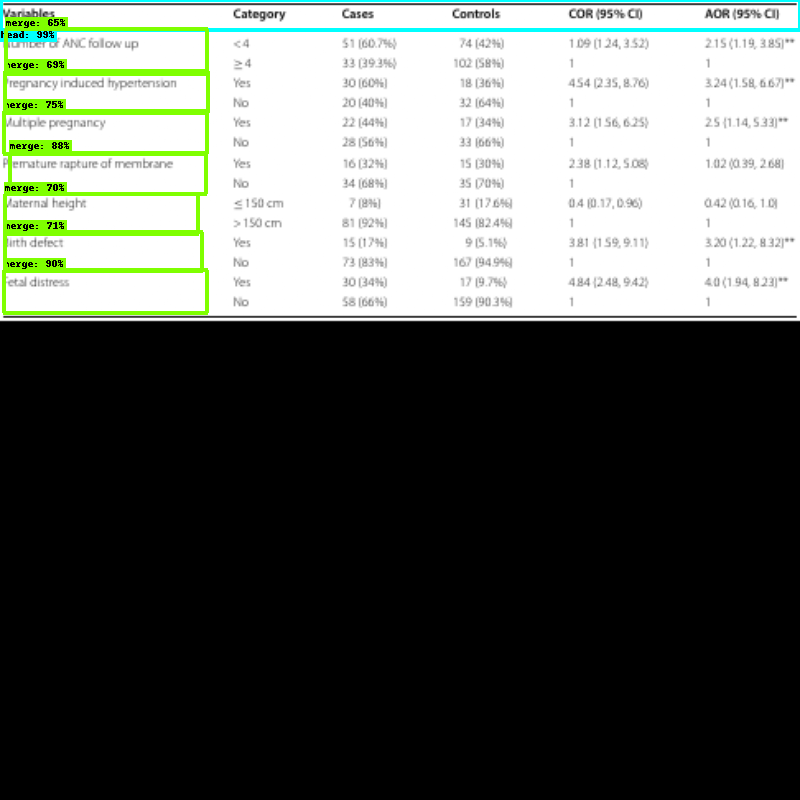 Variables Category Cases Controls COR (95% CI) AOR (95% CI)
merge: 65%
head: 99%
Number of ANC follow up <4 51 (60.7%) 74 (42%) 1.09 (1.24, 3.52) 2.15 (1.19, 3.85)**
merge: 69% ≥4 33 (39.3%) 102 (58%) 1 1
Pregnancy induced hypertension Yes 30 (60%) 18 (36%) 4.54 (2.35, 8.76) 3.24 (1.58, 6.67)**
merge: 75% No 20 (40%) 32 (64%) 1 1
Multiple pregnancy Yes 22 (44%) 17 (34%) 3.12 (1.56, 6.25) 2.5 (1.14, 5.33)**
merge: 88% No 28 (56%) 33 (66%) 1 1
Premature rapture of membrane Yes 16 (32%) 15 (30%) 2.38 (1.12, 5.08) 1.02 (0.39, 2.68)
merge: 70% No 34 (68%) 35 (70%) 1
Maternal height ≤150 cm 7 (8%) 31 (17.6%) 0.4 (0.17, 0.96) 0.42 (0.16, 1.0)
merge: 71% >150 cm 81 (92%) 145 (82.4%) 1 1
Birth defect Yes 15 (17%) 9 (5.1%) 3.81 (1.59, 9.11) 3.20 (1.22, 8.32)**
merge: 90% No 73 (83%) 167 (94.9%) 1 1
Fetal distress Yes 30 (34%) 17 (9.7%) 4.84 (2.48, 9.42) 4.0 (1.94, 8.23)**
No 58 (66%) 159 (90.3%) 1 1